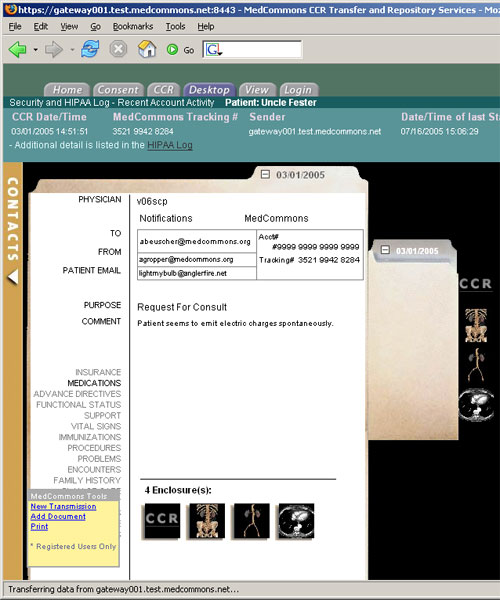 https://gateway001.test.medcommons.net:8443 - MedCommons CCR Transfer and Repository Services - Moz
File Edit View Go Bookmarks Tools Help
Go G
Home Consent CCR Desktop View Login
Security and HIPAA Log - Recent Account Activity Patient: Uncle Fester
CCR Date/Time MedCommons Tracking # Sender Date/Time of last Sta
03/01/2005 14:51:51 3521 9942 8284 gateway001.test.medcommons.net 07/16/2005 15:06:29
- Additional detail is listed in the HIPAA Log
CONTACTS
03/01/2005
PHYSICIAN v06scp
Notifications MedCommons
TO abeuscher@medcommons.org Acct#
#9999 9999 9999 9999
FROM agropper@medcommons.org Tracking# 3521 9942 8284
PATIENT EMAIL lightmybulb@anglerfire.net
PURPOSE Request For Consult
COMMENT Patient seems to emit electric charges spontaneously.
INSURANCE
MEDICATIONS
ADVANCE DIRECTIVES
FUNCTIONAL STATUS
SUPPORT
VITAL SIGNS
IMMUNIZATIONS
PROCEDURES
PROBLEMS
ENCOUNTERS
FAMILY HISTORY
MedCommons Tools
New Transmission
Add Document
Print
* Registered Users Only
4 Enclosure(s):
CCR
03/01/2005
CCR
Transferring data from gateway001.test.medcommons.net...